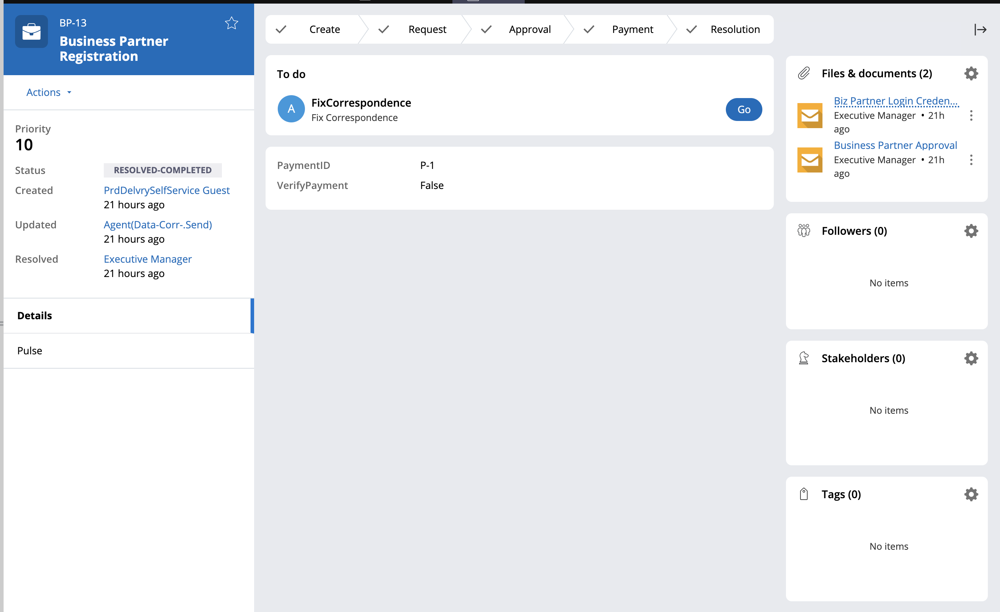 BP-13
Business Partner
Registration
Actions
Priority
10
Status
RESOLVED-COMPLETED
Created
PrdDelvrySelfService Guest
21 hours ago
Updated
Agent(Data-Corr-.Send)
21 hours ago
Resolved
Executive Manager
21 hours ago
Details
Pulse
Create
Request
Approval
Payment
Resolution
To do
A
FixCorrespondence
Fix Correspondence
Go
PaymentID
P-1
VerifyPayment
False
Files & documents (2)
Biz Partner Login Creden...
Executive Manager • 21h
ago
Business Partner Approval
Executive Manager • 21h
ago
Followers (0)
No items
Stakeholders (0)
No items
Tags (0)
No items